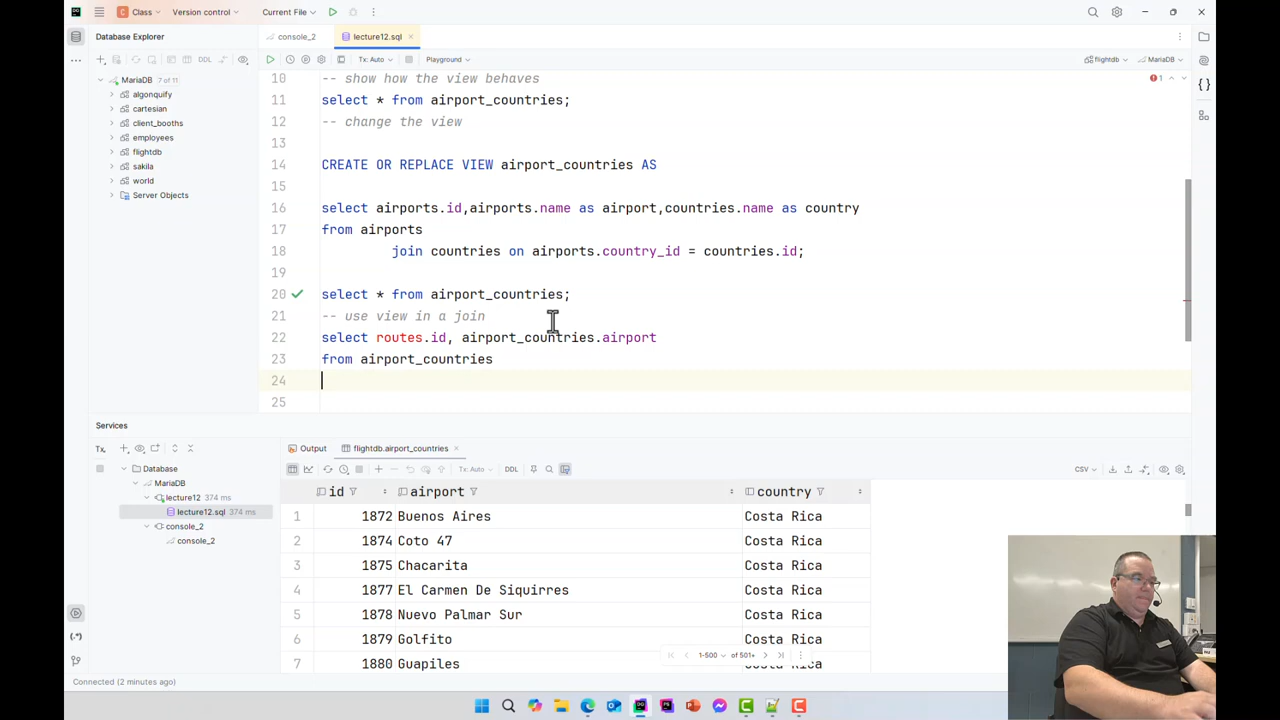 Class
Version control
Current File
Database Explorer
console_2
lecture12.sql
DDL
Tx: Auto
Playground
flightdb
MariaDB
MariaDB 7 of 11
algonquify
cartesian
client_booths
employees
flightdb
sakila
world
Server Objects
1
10 -- show how the view behaves
11 select * from airport_countries;
12 -- change the view
13
14 CREATE OR REPLACE VIEW airport_countries AS
15
16 select airports.id,airports.name as airport,countries.name as country
17 from airports
18 join countries on airports.country_id = countries.id;
19
20 select * from airport_countries;
21 -- use view in a join
22 select routes.id, airport_countries.airport
23 from airport_countries
24
25
Services
Tx
Output
flightdb.airport_countries
Database
MariaDB
lecture12 374 ms
lecture12.sql 374 ms
console_2
console_2
Tx: Auto
DDL
CSV
id airport country
1 1872 Buenos Aires Costa Rica
2 1874 Coto 47 Costa Rica
3 1875 Chacarita Costa Rica
4 1877 El Carmen De Siquirres Costa Rica
5 1878 Nuevo Palmar Sur Costa Rica
6 1879 Golfito Costa Rica
7 1880 Guapiles Costa Rica
1-500 of 501+
Connected (2 minutes ago)